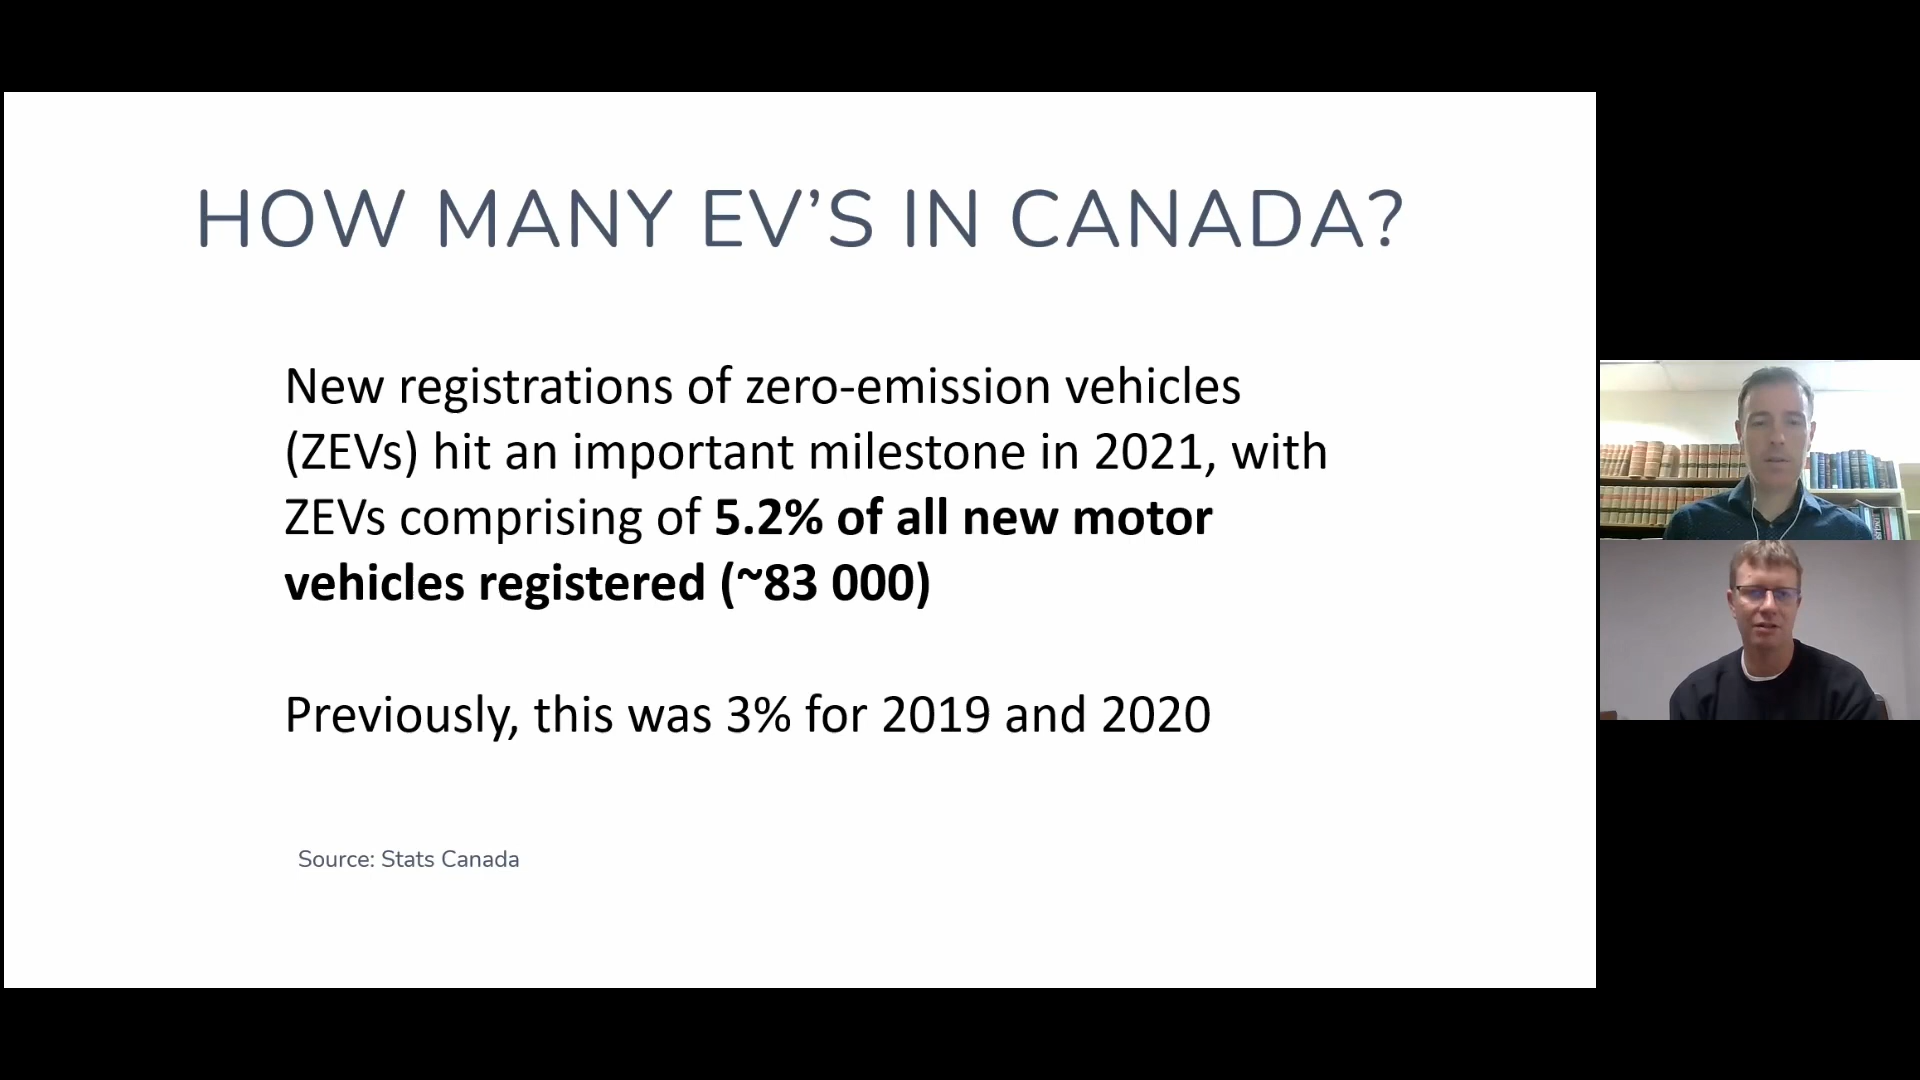 HOW MANY EV’S IN CANADA?
New registrations of zero-emission vehicles
(ZEVs) hit an important milestone in 2021, with
ZEVs comprising of 5.2% of all new motor
vehicles registered (~83 000)
Previously, this was 3% for 2019 and 2020
Source: Stats Canada